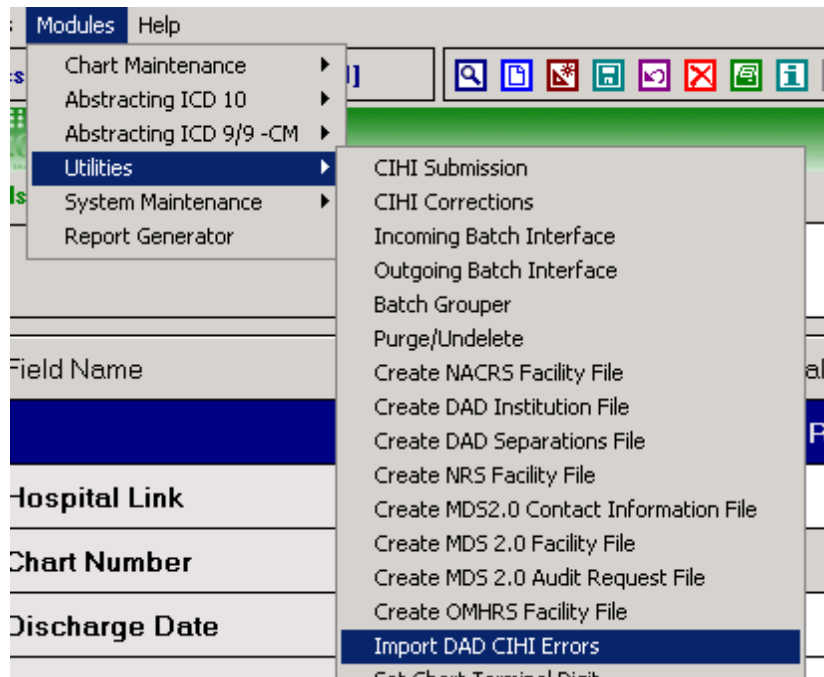 Modules Help
Chart Maintenance
Abstracting ICD 10
Abstracting ICD 9/9 -CM
Utilities
System Maintenance
Report Generator
CIHI Submission
CIHI Corrections
Incoming Batch Interface
Outgoing Batch Interface
Batch Grouper
Purge/Undelete
Create NACRS Facility File
Create DAD Institution File
Create DAD Separations File
Create NRS Facility File
Create MDS2.0 Contact Information File
Create MDS 2.0 Facility File
Create MDS 2.0 Audit Request File
Create OMHRS Facility File
Import DAD CIHI Errors
Set Chart Terminal Digit
Field Name
Hospital Link
Chart Number
Discharge Date